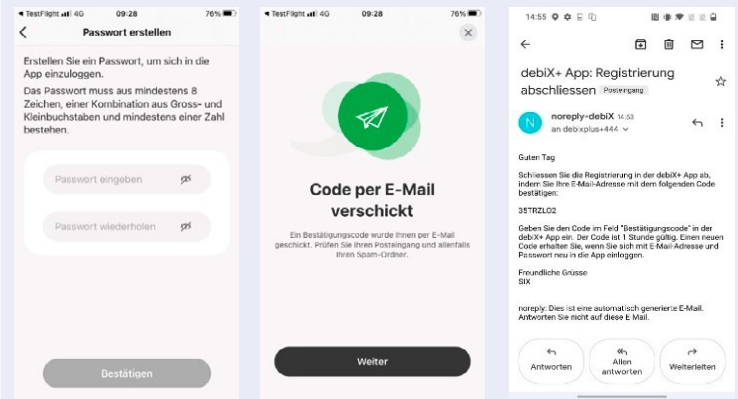 TestFlight 4G 09:28 76%
Passwort erstellen
Erstellen Sie ein Passwort, um sich in die
App einzuloggen.
Das Passwort muss aus mindestens 8
Zeichen, einer Kombination aus Gross- und
Kleinbuchstaben und mindestens einer Zahl
bestehen.
Passwort eingeben
Passwort wiederholen
Bestätigen
TestFlight 4G 09:28 76%
Code per E-Mail
verschickt
Ein Bestätigungscode wurde Ihnen per E-Mail
geschickt. Prüfen Sie Ihren Posteingang und allenfalls
Ihren Spam-Ordner.
Weiter
14:55
debiX+ App: Registrierung
abschliessen Posteingang
N
noreply-debiX 14:53
an debixplus+444
Guten Tag
Schliessen Sie die Registrierung in der debiX+ App ab,
indem Sie Ihre E-Mail-Adresse mit dem folgenden Code
bestätigen:
35TRZLO2
Geben Sie den Code im Feld "Bestätigungscode" in der
debiX+ App ein. Der Code ist 1 Stunde gültig. Einen neuen
Code erhalten Sie, wenn Sie sich mit E-Mail-Adresse und
Passwort neu in die App einloggen.
Freundliche Grüsse
SIX
noreply: Dies ist eine automatisch generierte E-Mail.
Antworten Sie nicht auf diese E-Mail.
Antworten
Allen
antworten
Weiterleiten